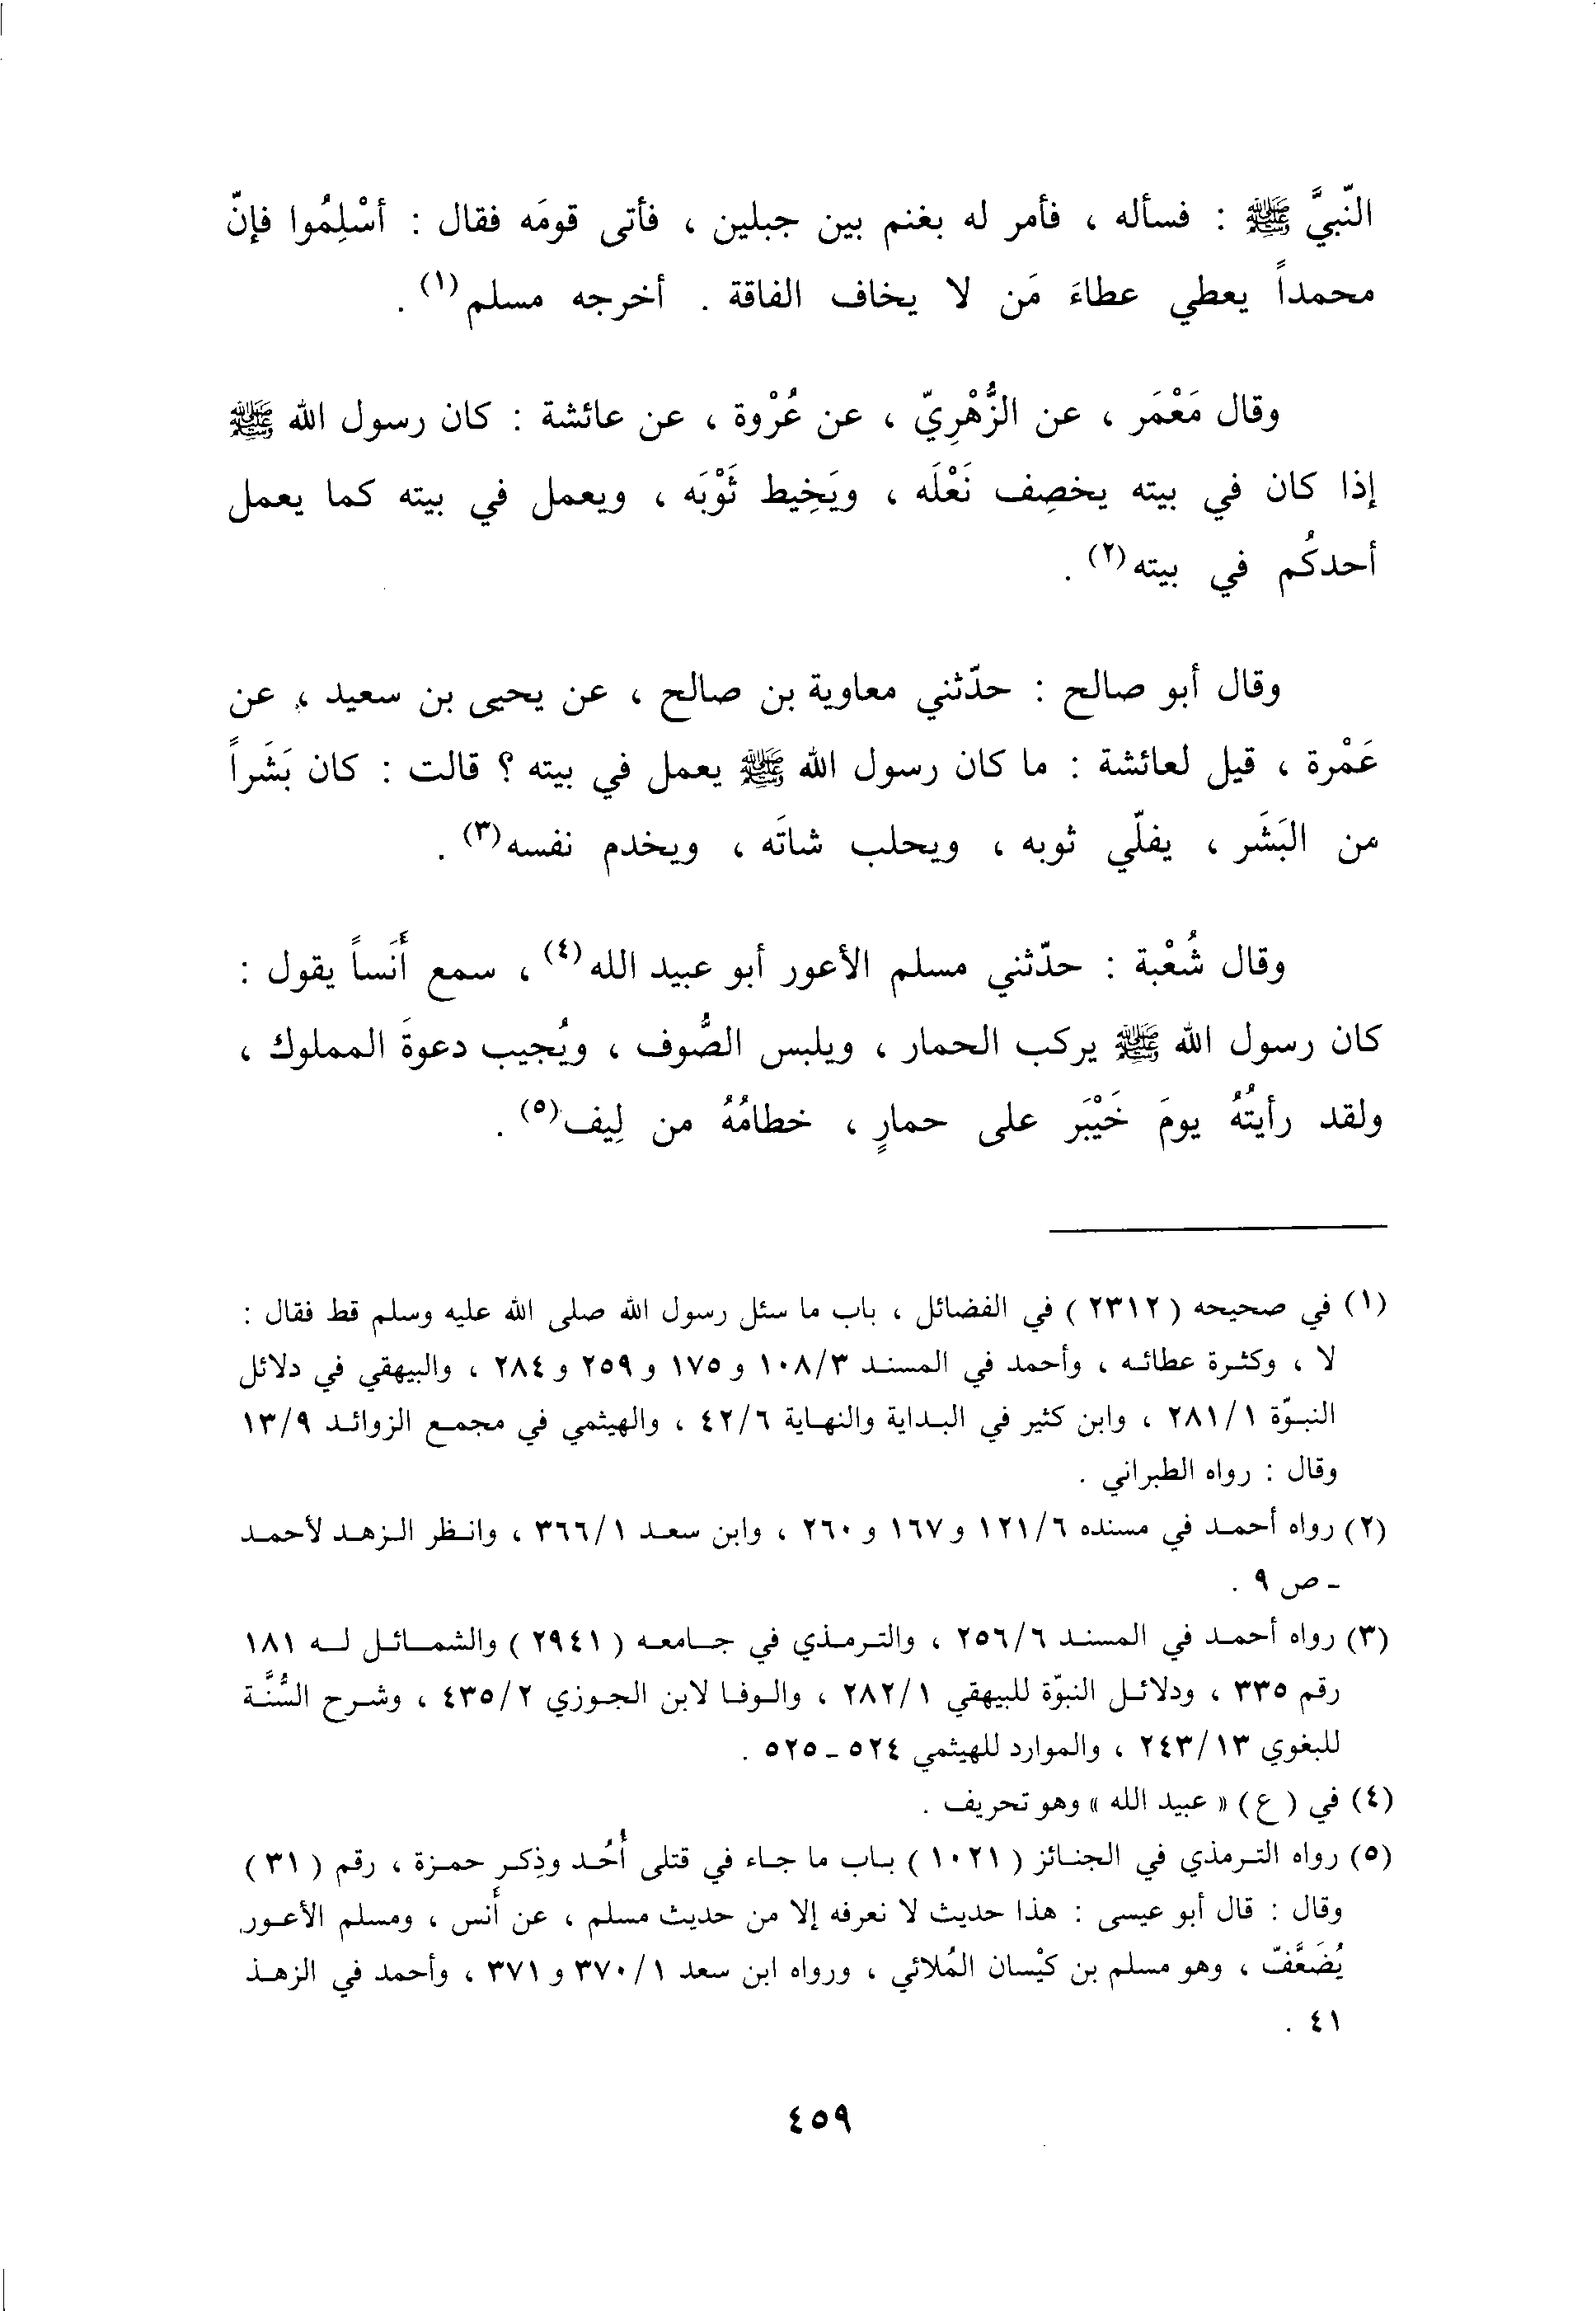 النّبيَّ ﷺ : فسأله ، فأمر له بغنم بين جبلين ، فأتى قومَه فقال : أسْلِمُوا فإنّ
محمداً يعطي عطاءَ مَن لا يخاف الفاقة . أخرجه مسلم(١) .
وقال مَعْمَر ، عن الزُّهْرِيّ ، عن عُرْوة ، عن عائشة : كان رسول الله ﷺ
إذا كان في بيته يخصِف نَعْلَه ، ويَخِيط ثَوْبَه ، ويعمل في بيته كما يعمل
أحدكُم في بيته(٢) .
وقال أبو صالح : حدّثني معاوية بن صالح ، عن يحيى بن سعيد ، عن
عَمْرة ، قيل لعائشة : ما كان رسول الله ﷺ يعمل في بيته ؟ قالت : كان بَشَراً
من البَشَر ، يفلّي ثوبه ، ويحلب شاتَه ، ويخدم نفسه(٣) .
وقال شُعْبة : حدّثني مسلم الأعور أبو عبيد الله(٤) ، سمع أَنَساً يقول :
كان رسول الله ﷺ يركب الحمار ، ويلبس الصُّوف ، ويُجيب دعوةَ المملوك ،
ولقد رأيتُهُ يومَ خَيْبَر على حمارٍ ، خطامُهُ من لِيف(٥) .
(١) في صحيحه ( ٢٣١٢ ) في الفضائل ، باب ما سئل رسول الله صلى الله عليه وسلم قط فقال :
لا ، وكثرة عطائه ، وأحمد في المسند ١٠٨/٣ و ١٧٥ و ٢٥٩ و ٢٨٤ ، والبيهقي في دلائل
النبوّة ٢٨١/١ ، وابن كثير في البداية والنهاية ٤٢/٦ ، والهيثمي في مجمع الزوائد ١٣/٩
وقال : رواه الطبراني .
(٢) رواه أحمد في مسنده ١٢١/٦ و ١٦٧ و ٢٦٠ ، وابن سعد ٣٦٦/١ ، وانظر الزهد لأحمد
- ص ٩ .
(٣) رواه أحمد في المسند ٢٥٦/٦ ، والترمذي في جامعه ( ٢٩٤١ ) والشمائل له ١٨١
رقم ٣٣٥ ، ودلائل النبوّة للبيهقي ٢٨٢/١ ، والوفا لابن الجوزي ٤٣٥/٢ ، وشرح السُّنَّة
للبغوي ٢٤٣/١٣ ، والموارد للهيثمي ٥٢٤ - ٥٢٥ .
(٤) في ( ع ) « عبيد الله » وهو تحريف .
(٥) رواه الترمذي في الجنائز ( ١٠٢١ ) باب ما جاء في قتلى أُحُد وذِكر حمزة ، رقم ( ٣١ )
وقال : قال أبو عيسى : هذا حديث لا نعرفه إلا من حديث مسلم ، عن أَنس ، ومسلم الأعور
يُضَعَّفّ ، وهو مسلم بن كيْسان المُلائي ، ورواه ابن سعد ٣٧٠/١ و ٣٧١ ، وأحمد في الزهذ
٤١ .
٤٥٩